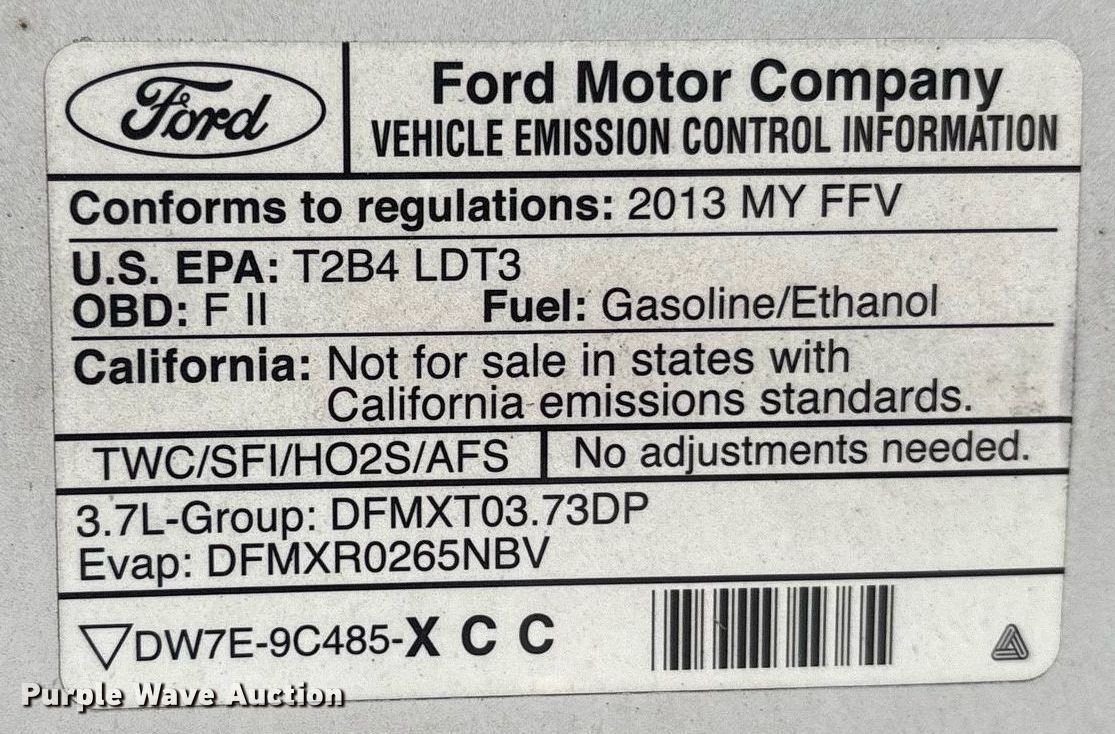 Ford
Ford Motor Company
VEHICLE EMISSION CONTROL INFORMATION
Conforms to regulations: 2013 MY FFV
U.S. EPA: T2B4 LDT3
OBD: F II Fuel: Gasoline/Ethanol
California: Not for sale in states with
California emissions standards.
TWC/SFI/HO2S/AFS No adjustments needed.
3.7L-Group: DFMXT03.73DP
Evap: DFMXR0265NBV
DW7E-9C485-X C C
Purple Wave Auction